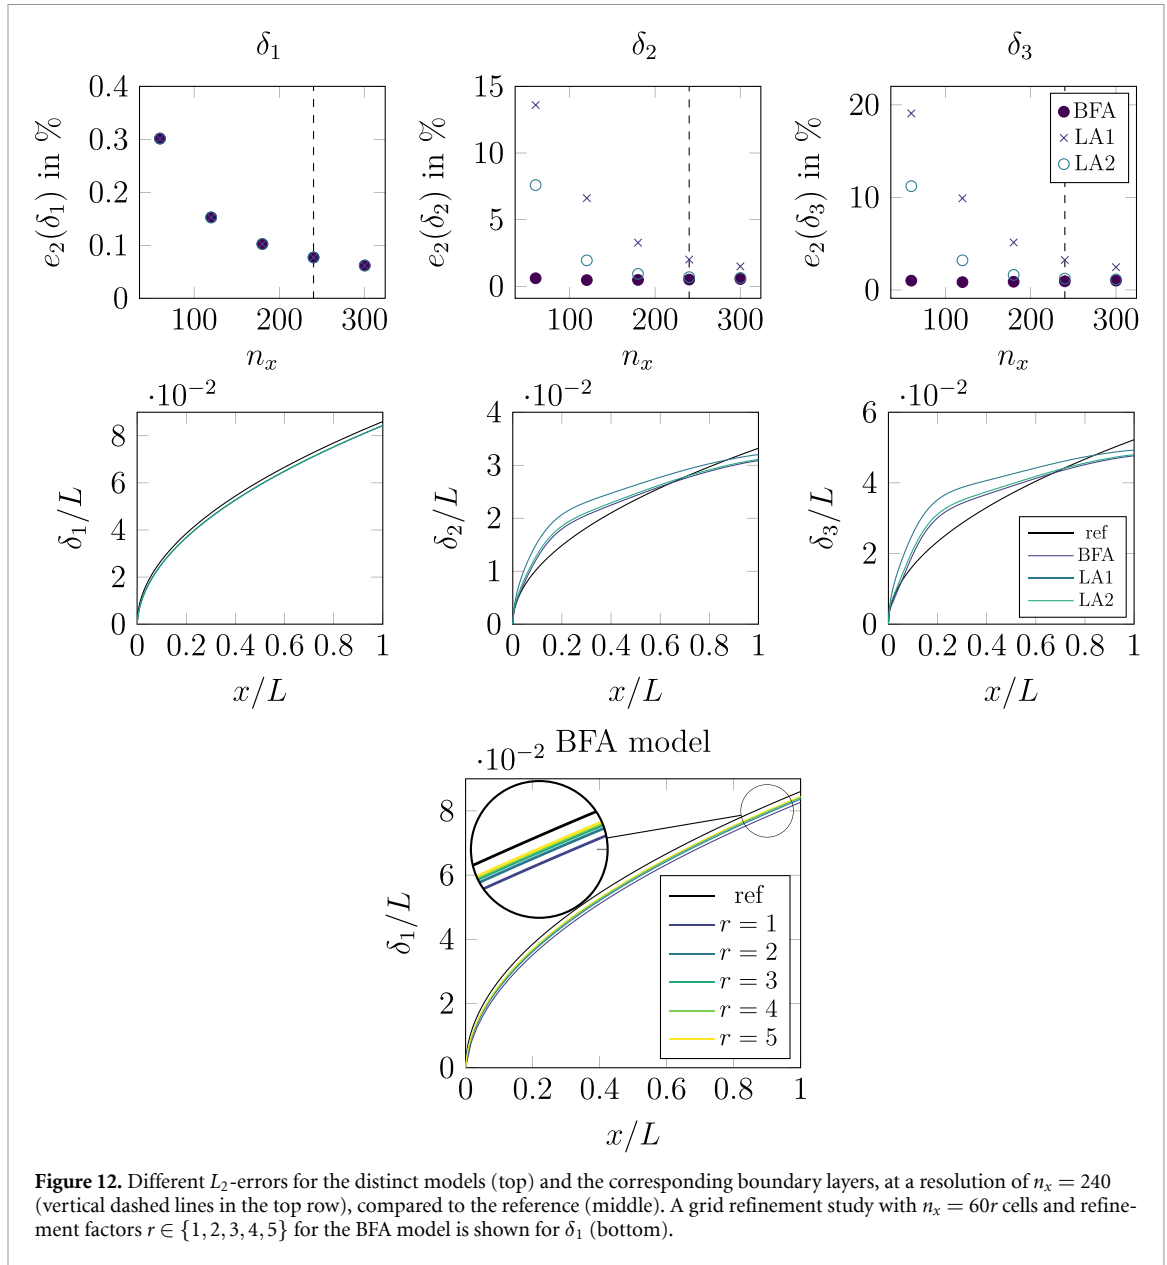 δ₁
e₂(δ₁) in %
0.4
0.3
0.2
0.1
0
100 200 300
nₓ
δ₂
e₂(δ₂) in %
15
10
5
0
100 200 300
nₓ
δ₃
e₂(δ₃) in %
20
10
0
BFA
LA1
LA2
100 200 300
nₓ
·10⁻²
δ₁/L
8
6
4
2
0
0 0.2 0.4 0.6 0.8 1
x/L
·10⁻²
δ₂/L
4
3
2
1
0
0 0.2 0.4 0.6 0.8 1
x/L
·10⁻²
δ₃/L
6
4
2
0
ref
BFA
LA1
LA2
0 0.2 0.4 0.6 0.8 1
x/L
·10⁻² BFA model
δ₁/L
8
6
4
2
0
ref
r = 1
r = 2
r = 3
r = 4
r = 5
0 0.2 0.4 0.6 0.8 1
x/L
Figure 12. Different L₂-errors for the distinct models (top) and the corresponding boundary layers, at a resolution of nₓ = 240
(vertical dashed lines in the top row), compared to the reference (middle). A grid refinement study with nₓ = 60r cells and refine-
ment factors r ∈ {1, 2, 3, 4, 5} for the BFA model is shown for δ₁ (bottom).